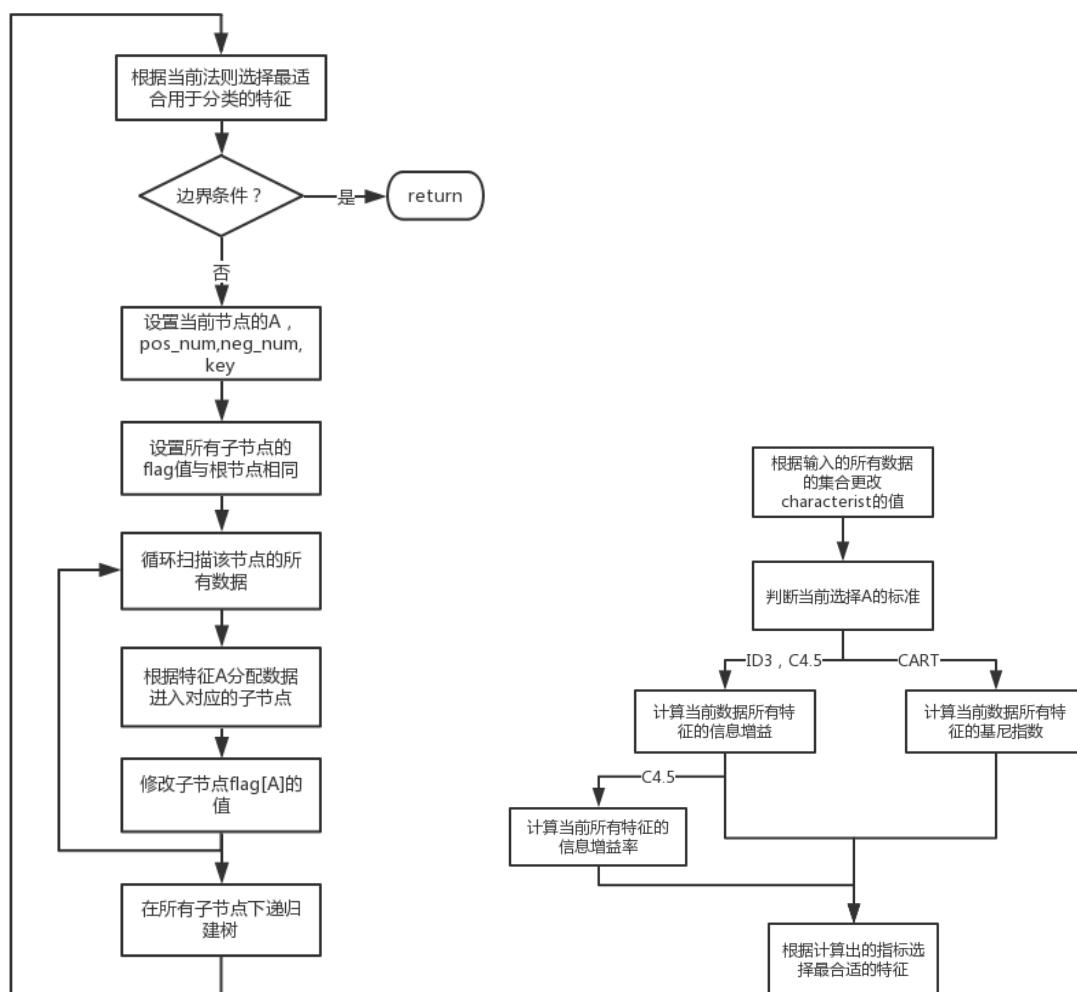 根据当前法则选择最适
合用于分类的特征
边界条件？
是
return
否
设置当前节点的A，
pos_num,neg_num,
key
设置所有子节点的
flag值与根节点相同
循环扫描该节点的所
有数据
根据特征A分配数据
进入对应的子节点
修改子节点flag[A]的
值
在所有子节点下递归
建树
根据输入的所有数据
的集合更改
characterist的值
判断当前选择A的标准
ID3，C4.5
CART
计算当前数据所有特
征的信息增益
计算当前数据所有特
征的基尼指数
C4.5
计算当前所有特征的
信息增益率
根据计算出的指标选
择最合适的特征